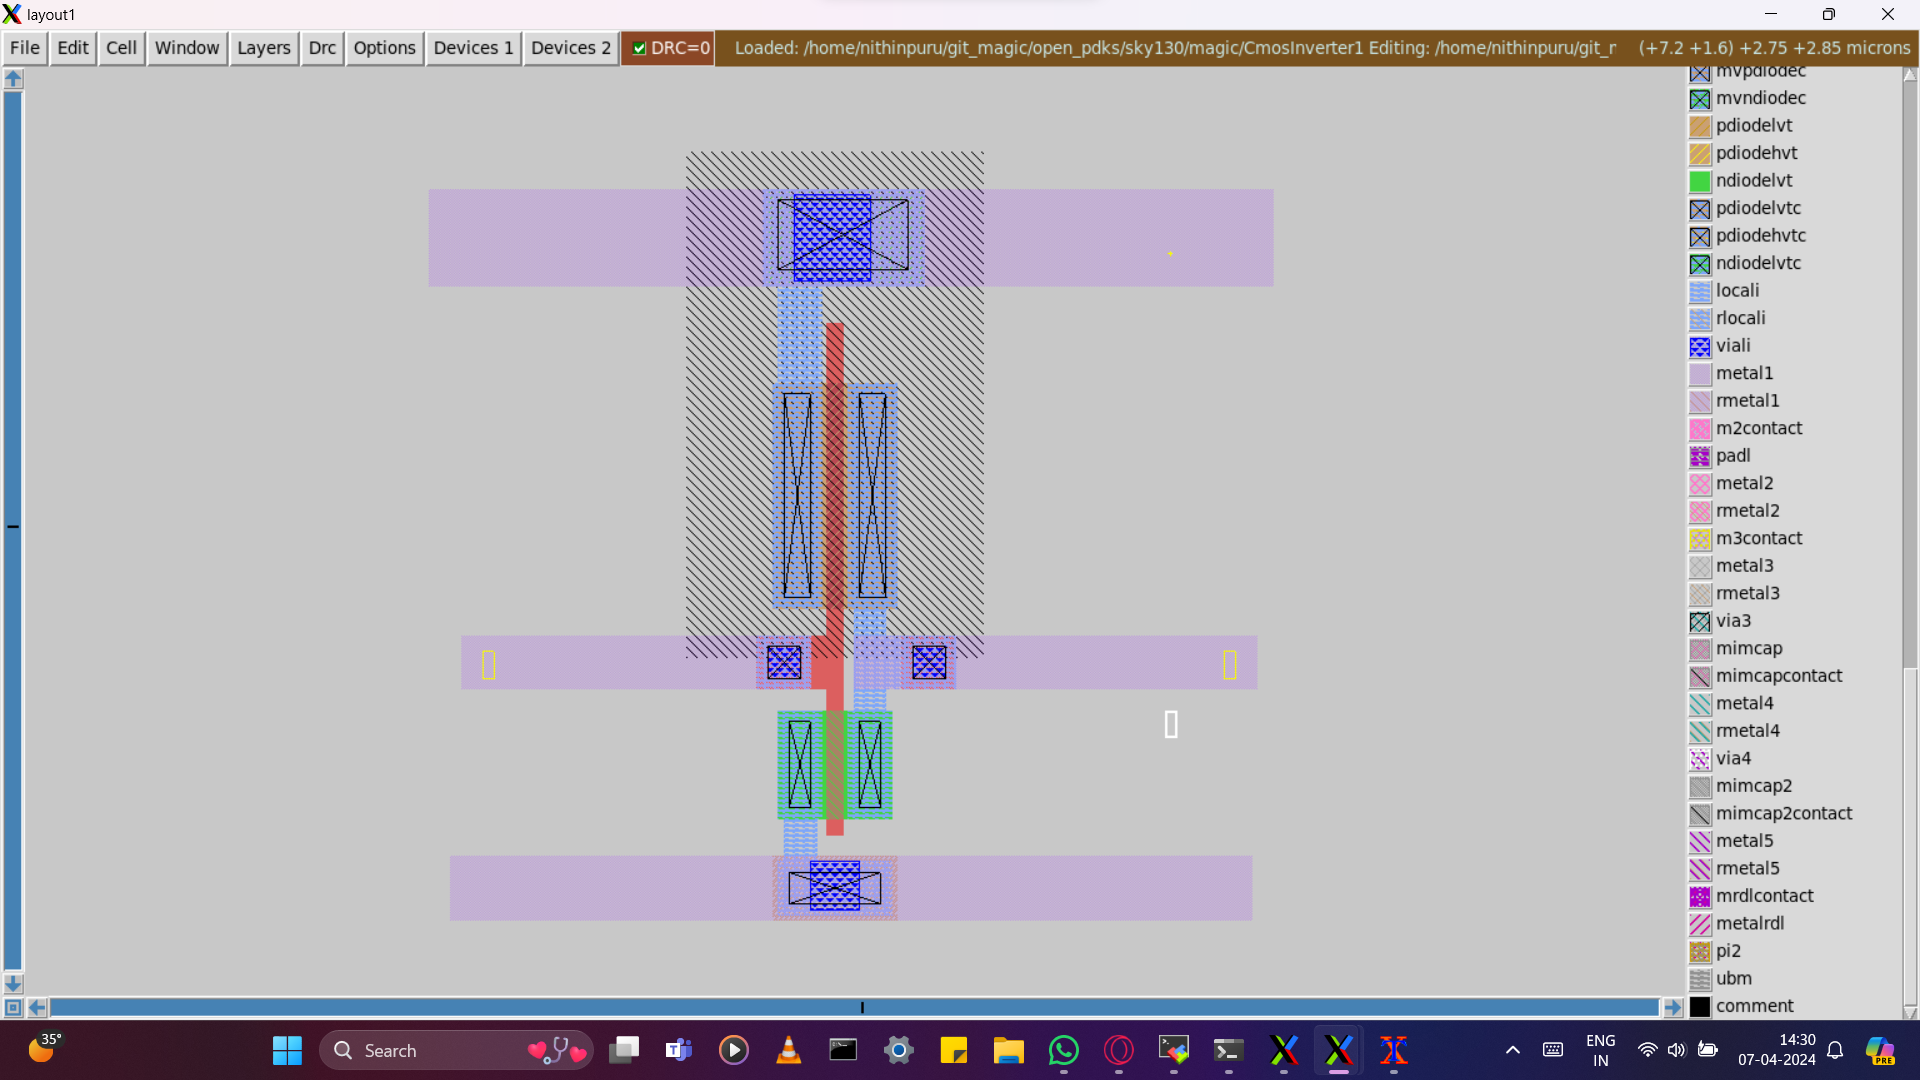 layout1
File Edit Cell Window Layers Drc Options Devices 1 Devices 2 DRC=0 Loaded: /home/nithinpuru/git_magic/open_pdks/sky130/magic/CmosInverter1 Editing: /home/nithinpuru/git_r (+7.2 +1.6) +2.75 +2.85 microns
mvpdiodec
mvndiodec
pdiodelvt
pdiodehvt
ndiodelvt
pdiodelvtc
pdiodehvtc
ndiodelvtc
locali
rlocali
viali
metal1
rmetal1
m2contact
padl
metal2
rmetal2
m3contact
metal3
rmetal3
via3
mimcap
mimcapcontact
metal4
rmetal4
via4
mimcap2
mimcap2contact
metal5
rmetal5
mrdlcontact
metalrdl
pi2
ubm
comment
35°
Search
ENG
IN
14:30
07-04-2024
PRE